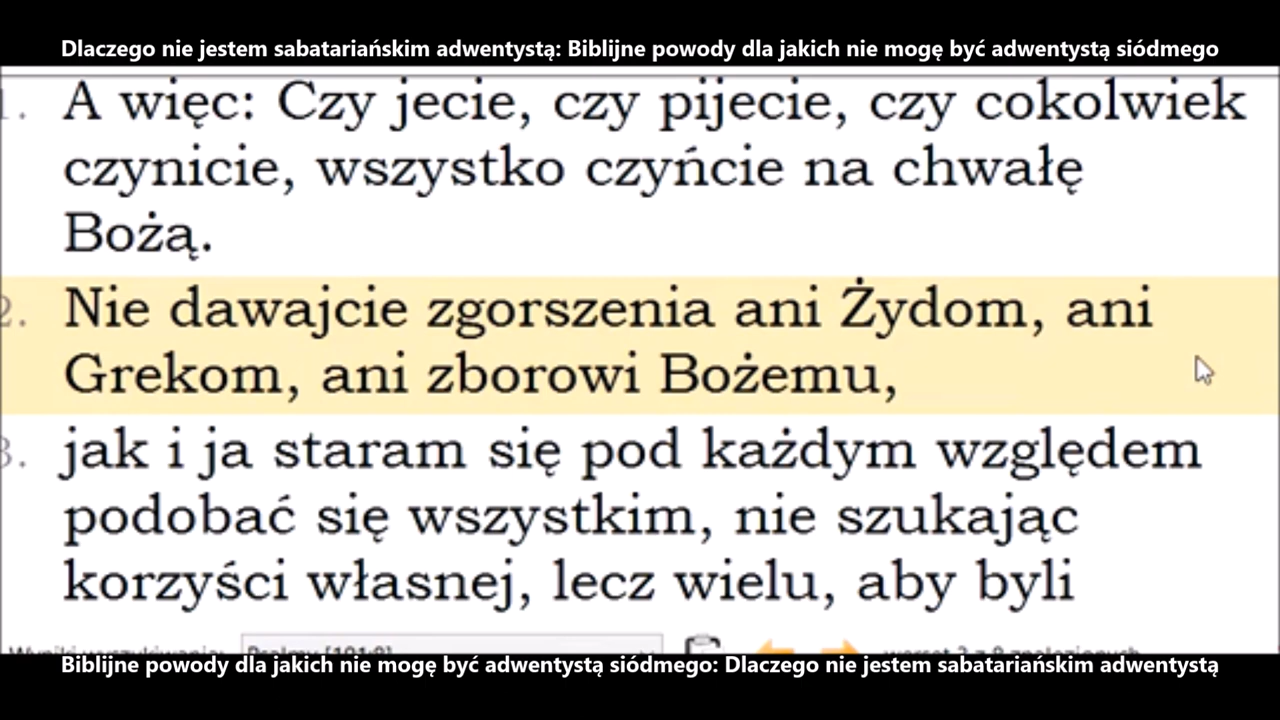 Dlaczego nie jestem sabatariańskim adwentystą: Biblijne powody dla jakich nie mogę być adwentystą siódmego
1. A więc: Czy jecie, czy pijecie, czy cokolwiek
czynicie, wszystko czyńcie na chwałę
Bożą.
2. Nie dawajcie zgorszenia ani Żydom, ani
Grekom, ani zborowi Bożemu,
3. jak i ja staram się pod każdym względem
podobać się wszystkim, nie szukając
korzyści własnej, lecz wielu, aby byli
Biblijne powody dla jakich nie mogę być adwentystą siódmego: Dlaczego nie jestem sabatariańskim adwentystą